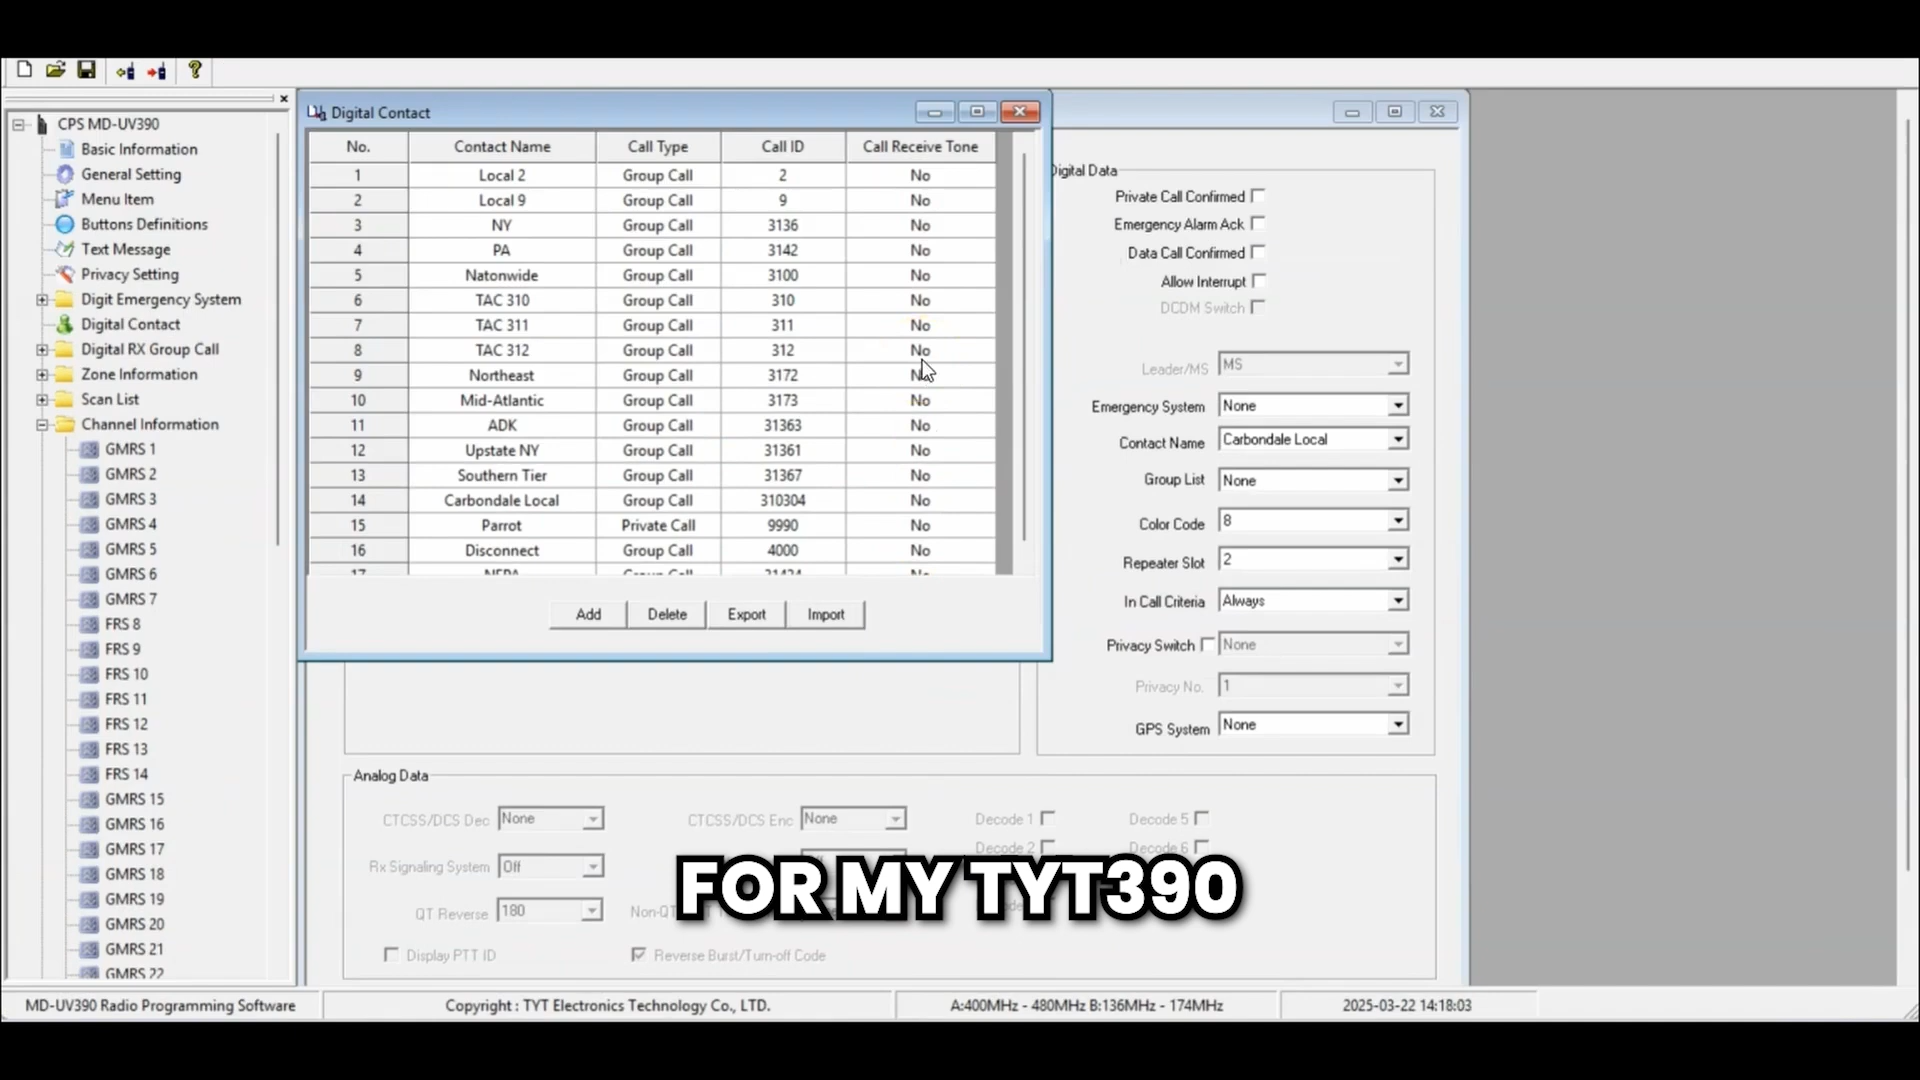 CPS MD-UV390
Basic Information
General Setting
Menu Item
Buttons Definitions
Text Message
Privacy Setting
Digit Emergency System
Digital Contact
Digital RX Group Call
Zone Information
Scan List
Channel Information
GMRS 1
GMRS 2
GMRS 3
GMRS 4
GMRS 5
GMRS 6
GMRS 7
FRS 8
FRS 9
FRS 10
FRS 11
FRS 12
FRS 13
FRS 14
GMRS 15
GMRS 16
GMRS 17
GMRS 18
GMRS 19
GMRS 20
GMRS 21
GMRS 22
Digital Contact
No. Contact Name Call Type Call ID Call Receive Tone
1 Local 2 Group Call 2 No
2 Local 9 Group Call 9 No
3 NY Group Call 3136 No
4 PA Group Call 3142 No
5 Natonwide Group Call 3100 No
6 TAC 310 Group Call 310 No
7 TAC 311 Group Call 311 No
8 TAC 312 Group Call 312 No
9 Northeast Group Call 3172 No
10 Mid-Atlantic Group Call 3173 No
11 ADK Group Call 31363 No
12 Upstate NY Group Call 31361 No
13 Southern Tier Group Call 31367 No
14 Carbondale Local Group Call 310304 No
15 Parrot Private Call 9990 No
16 Disconnect Group Call 4000 No
17 NEPA Group Call 31424 No
Add Delete Export Import
Digital Data
Private Call Confirmed
Emergency Alarm Ack
Data Call Confirmed
Allow Interrupt
DCDM Switch
Leader/MS MS
Emergency System None
Contact Name Carbondale Local
Group List None
Color Code 8
Repeater Slot 2
In Call Criteria Always
Privacy Switch None
Privacy No. 1
GPS System None
Analog Data
CTCSS/DCS Dec None CTCSS/DCS Enc None Decode 1 Decode 5
Rx Signaling System Off Decode 2 Decode 6
QT Reverse 180
Display PTT ID Reverse Burst/Turn-off Code
FOR MY TYT390
MD-UV390 Radio Programming Software Copyright : TYT Electronics Technology Co., LTD. A:400MHz - 480MHz B:136MHz - 174MHz 2025-03-22 14:18:03